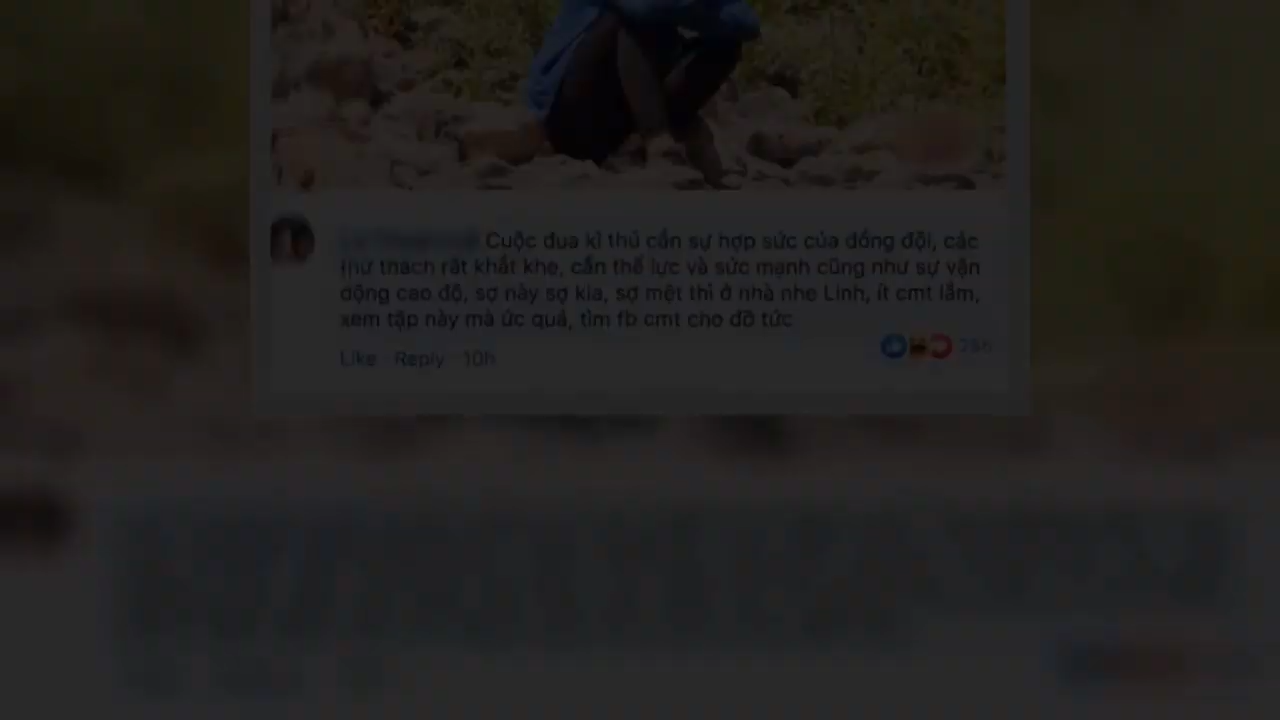 Cuộc đua kì thú cần sự hợp sức của đồng đội, các
thử thách rất khắt khe, cần thể lực và sức mạnh cũng như sự vận
động cao độ, sợ này sợ kia, sợ mệt thì ở nhà nhe Linh, ít cmt lắm,
xem tập này mà ức quá, tìm fb cmt cho đỡ tức
Like Reply 10h